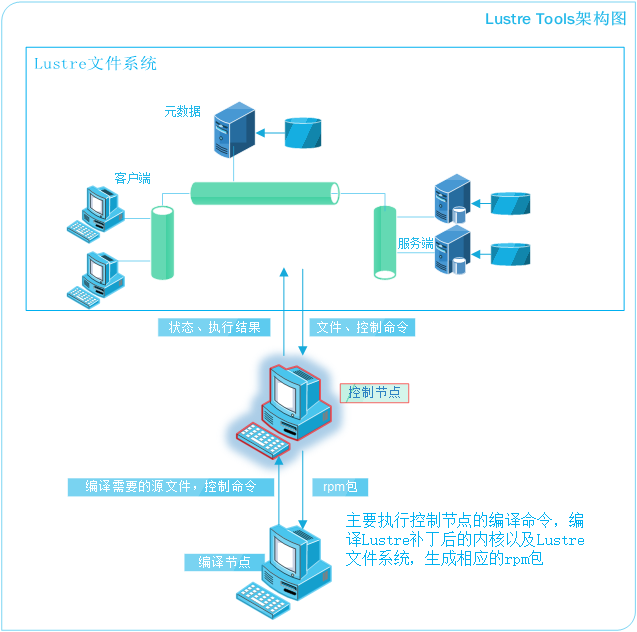 Lustre Tools架构图
Lustre文件系统
元数据
客户端
服务端
状态、执行结果
文件、控制命令
控制节点
编译需要的源文件，控制命令
rpm包
主要执行控制节点的编译命令，编
译Lustre补丁后的内核以及Lustre
文件系统，生成相应的rpm包
编译节点